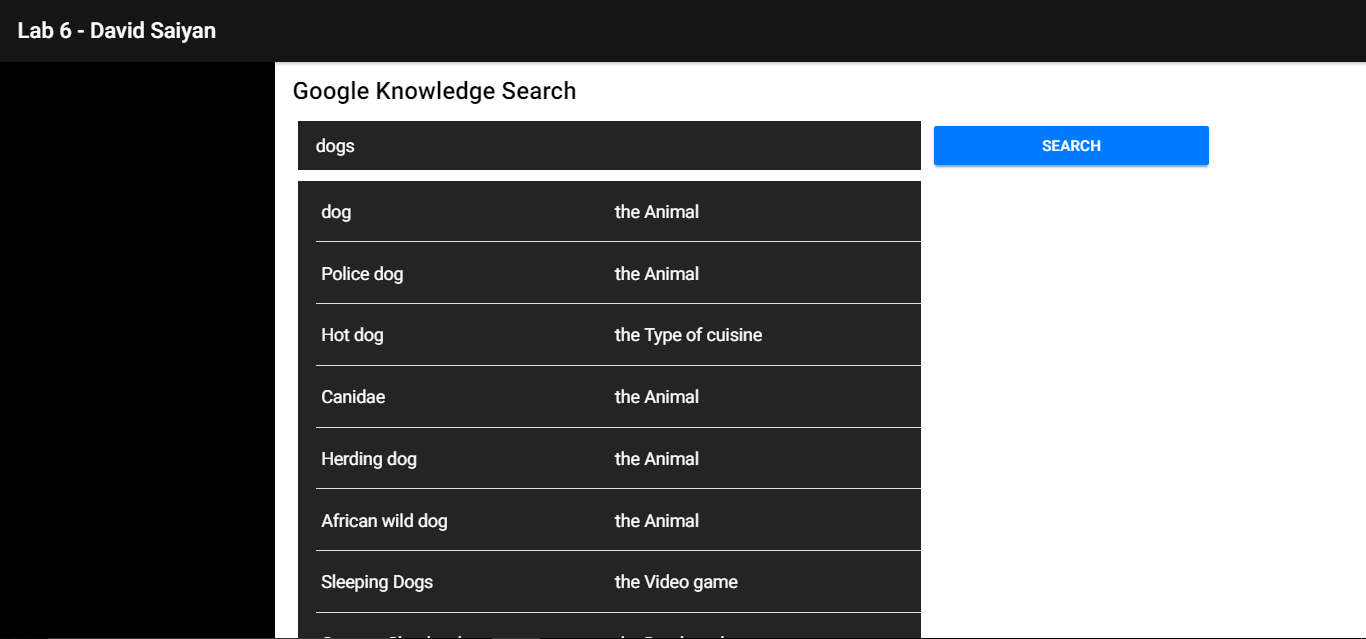 Lab 6 - David Saiyan
Google Knowledge Search
dogs
SEARCH
dog the Animal
Police dog the Animal
Hot dog the Type of cuisine
Canidae the Animal
Herding dog the Animal
African wild dog the Animal
Sleeping Dogs the Video game